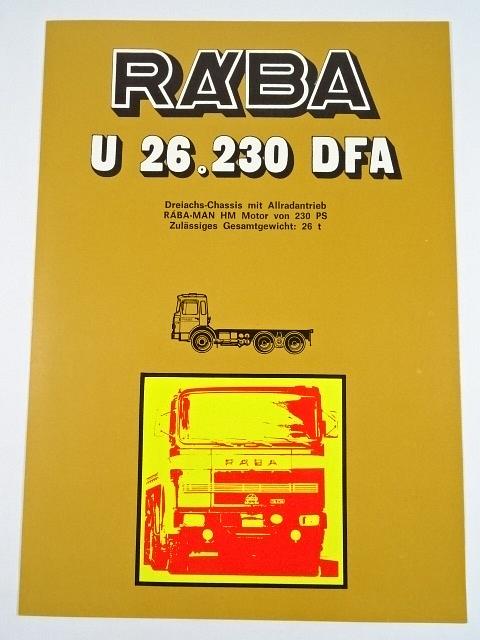 RÁBA
U 26.230 DFA
Dreiachs-Chassis mit Allradantrieb
RÁBA-MAN HM Motor von 230 PS
Zulässiges Gesamtgewicht: 26 t
RÁBA